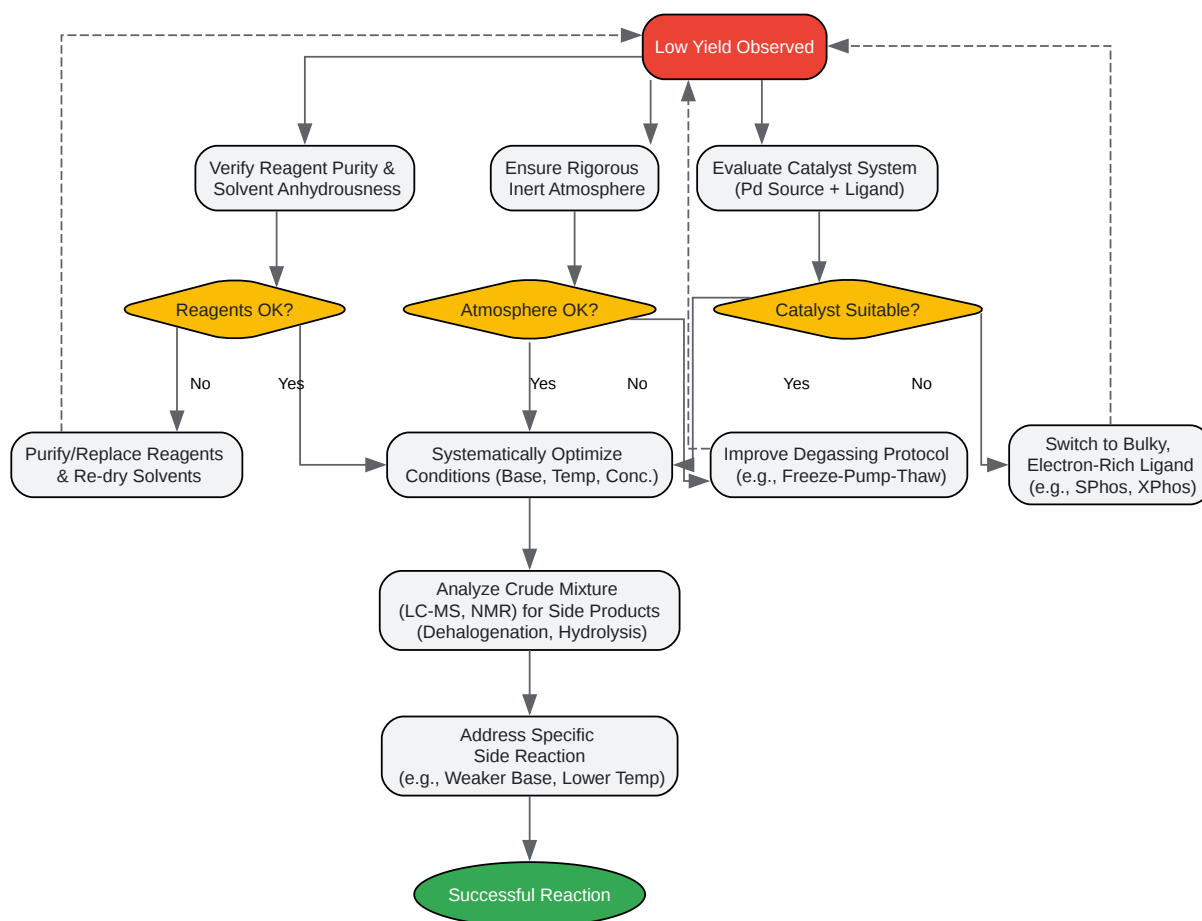 Low Yield Observed
Verify Reagent Purity &
Solvent Anhydrousness
Ensure Rigorous
Inert Atmosphere
Evaluate Catalyst System
(Pd Source + Ligand)
Reagents OK?
Atmosphere OK?
Catalyst Suitable?
No
Yes
Yes
No
Yes
No
Purify/Replace Reagents
& Re-dry Solvents
Systematically Optimize
Conditions (Base, Temp, Conc.)
Improve Degassing Protocol
(e.g., Freeze-Pump-Thaw)
Switch to Bulky,
Electron-Rich Ligand
(e.g., SPhos, XPhos)
Analyze Crude Mixture
(LC-MS, NMR) for Side Products
(Dehalogenation, Hydrolysis)
Address Specific
Side Reaction
(e.g., Weaker Base, Lower Temp)
Successful Reaction